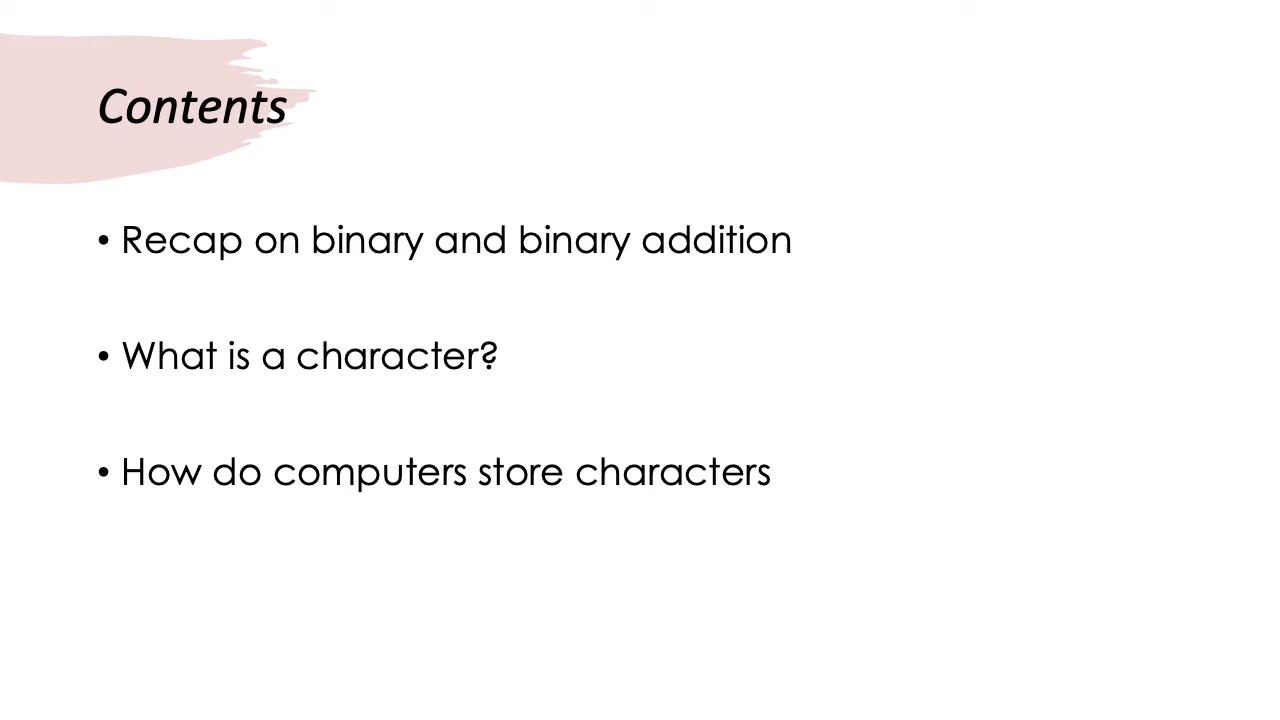 Contents
• Recap on binary and binary addition
• What is a character?
• How do computers store characters